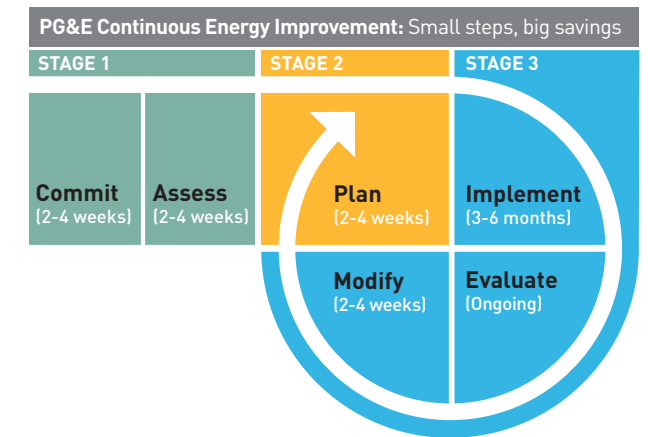 PG&E Continuous Energy Improvement: Small steps, big savings
STAGE 1
STAGE 2
STAGE 3
Commit
(2-4 weeks)
Assess
(2-4 weeks)
Plan
(2-4 weeks)
Implement
(3-6 months)
Modify
(2-4 weeks)
Evaluate
(Ongoing)